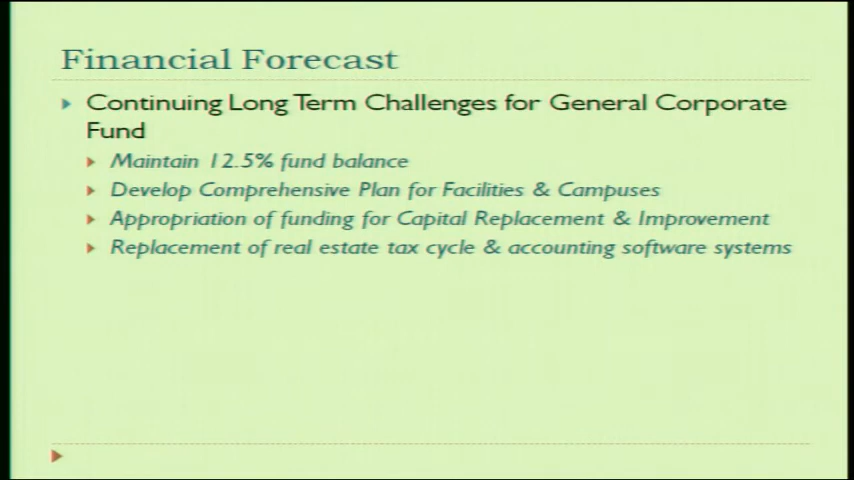 Financial Forecast
Continuing Long Term Challenges for General Corporate
Fund
Maintain 12.5% fund balance
Develop Comprehensive Plan for Facilities & Campuses
Appropriation of funding for Capital Replacement & Improvement
Replacement of real estate tax cycle & accounting software systems